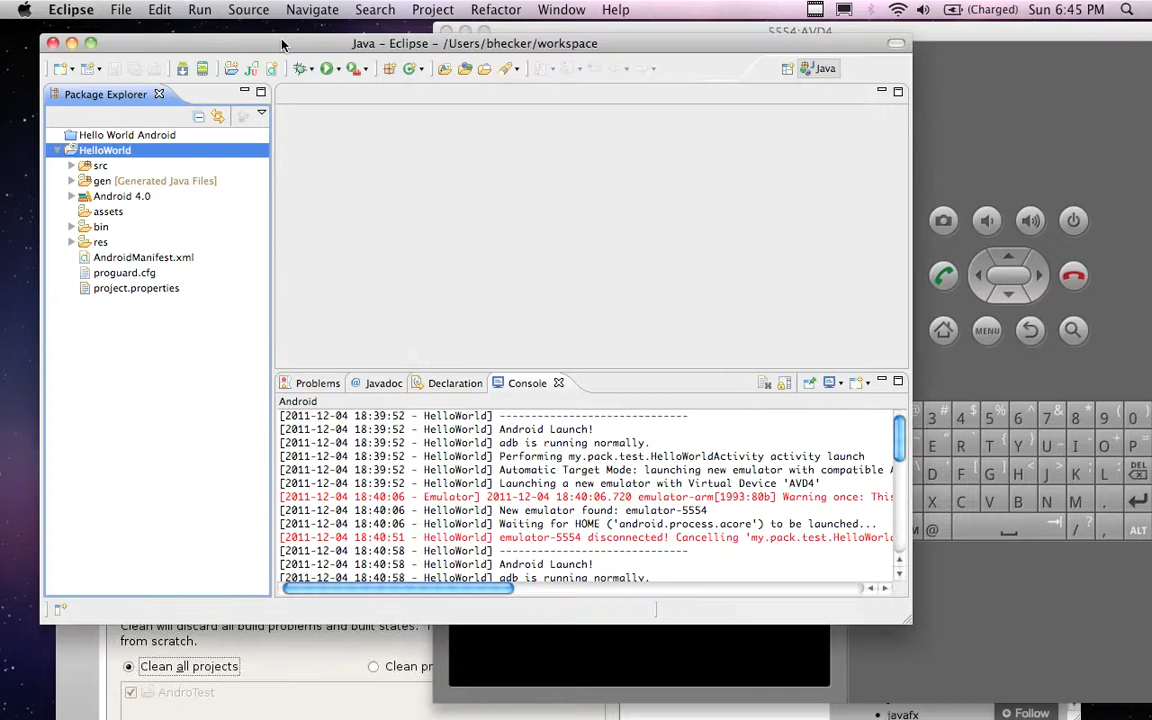 Eclipse File Edit Run Source Navigate Search Project Refactor Window Help (Charged) Sun 6:45 PM
5554:AVD4
Java – Eclipse – /Users/bhecker/workspace
Java
Package Explorer
Hello World Android
HelloWorld
src
gen [Generated Java Files]
Android 4.0
assets
bin
res
AndroidManifest.xml
proguard.cfg
project.properties
Problems Javadoc Declaration Console
Android
[2011-12-04 18:39:52 - HelloWorld] ------------------------------
[2011-12-04 18:39:52 - HelloWorld] Android Launch!
[2011-12-04 18:39:52 - HelloWorld] adb is running normally.
[2011-12-04 18:39:52 - HelloWorld] Performing my.pack.test.HelloWorldActivity activity launch
[2011-12-04 18:39:52 - HelloWorld] Automatic Target Mode: launching new emulator with compatible A
[2011-12-04 18:39:52 - HelloWorld] Launching a new emulator with Virtual Device 'AVD4'
[2011-12-04 18:40:06 - Emulator] 2011-12-04 18:40:06.720 emulator-arm[1993:80b] Warning once: This
[2011-12-04 18:40:06 - HelloWorld] New emulator found: emulator-5554
[2011-12-04 18:40:06 - HelloWorld] Waiting for HOME ('android.process.acore') to be launched...
[2011-12-04 18:40:51 - HelloWorld] emulator-5554 disconnected! Cancelling 'my.pack.test.HelloWorld
[2011-12-04 18:40:58 - HelloWorld] ------------------------------
[2011-12-04 18:40:58 - HelloWorld] Android Launch!
[2011-12-04 18:40:58 - HelloWorld] adb is running normally.
MENU
3 # 4 $ 5 % 6 ^ 7 & 8 * 9 ( 0 )
E R T Y U I O P
D F G H J K L DEL
X C V B N M .
@ / ? , ALT
Clean will discard all build problems and built states.
from scratch.
Clean all projects Clean pr
AndroTest
javafx
+ Follow